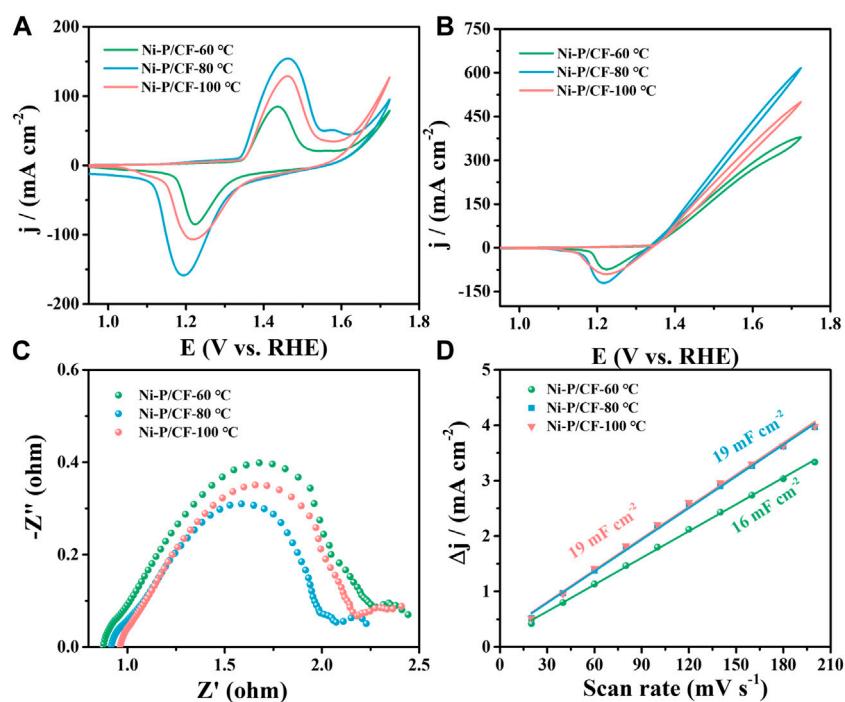 A
Ni-P/CF-60 ℃
Ni-P/CF-80 ℃
Ni-P/CF-100 ℃
j / (mA cm-2)
200
100
0
-100
-200
1.0 1.2 1.4 1.6 1.8
E (V vs. RHE)
B
Ni-P/CF-60 ℃
Ni-P/CF-80 ℃
Ni-P/CF-100 ℃
j / (mA cm-2)
750
600
450
300
150
0
-150
1.0 1.2 1.4 1.6 1.8
E (V vs. RHE)
C
Ni-P/CF-60 ℃
Ni-P/CF-80 ℃
Ni-P/CF-100 ℃
-Z" (ohm)
0.6
0.4
0.2
0.0
1.0 1.5 2.0 2.5
Z' (ohm)
D
Ni-P/CF-60 ℃
Ni-P/CF-80 ℃
Ni-P/CF-100 ℃
19 mF cm-2
19 mF cm-2
16 mF cm-2
Δj / (mA cm-2)
5
4
3
2
1
0
0 30 60 90 120 150 180 210
Scan rate (mV s-1)